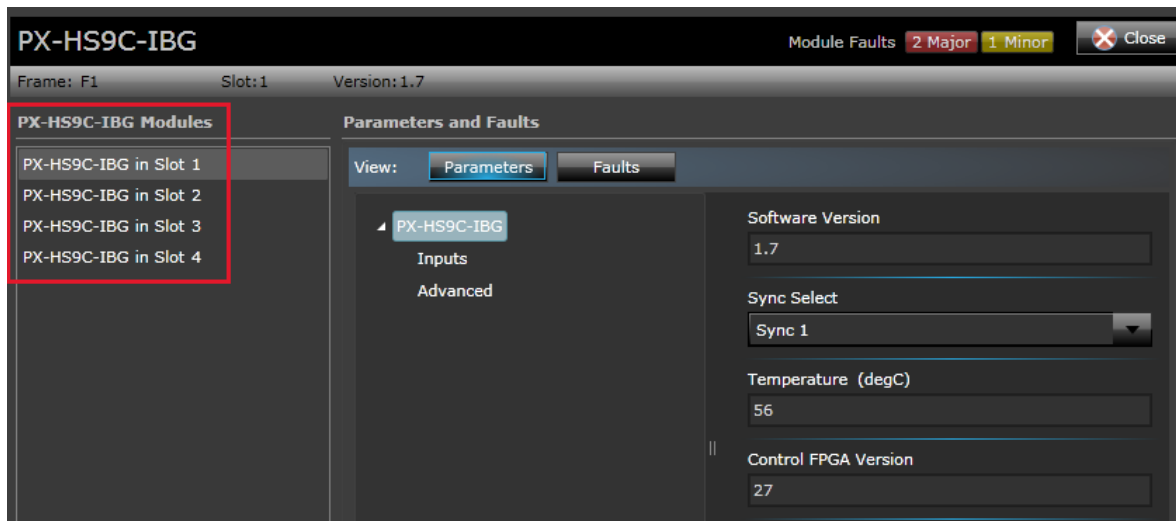 PX-HS9C-IBG
Module Faults 2 Major 1 Minor Close
Frame: F1 Slot:1 Version:1.7
PX-HS9C-IBG Modules
PX-HS9C-IBG in Slot 1
PX-HS9C-IBG in Slot 2
PX-HS9C-IBG in Slot 3
PX-HS9C-IBG in Slot 4
Parameters and Faults
View: Parameters Faults
PX-HS9C-IBG
Inputs
Advanced
Software Version
1.7
Sync Select
Sync 1
Temperature (degC)
56
Control FPGA Version
27